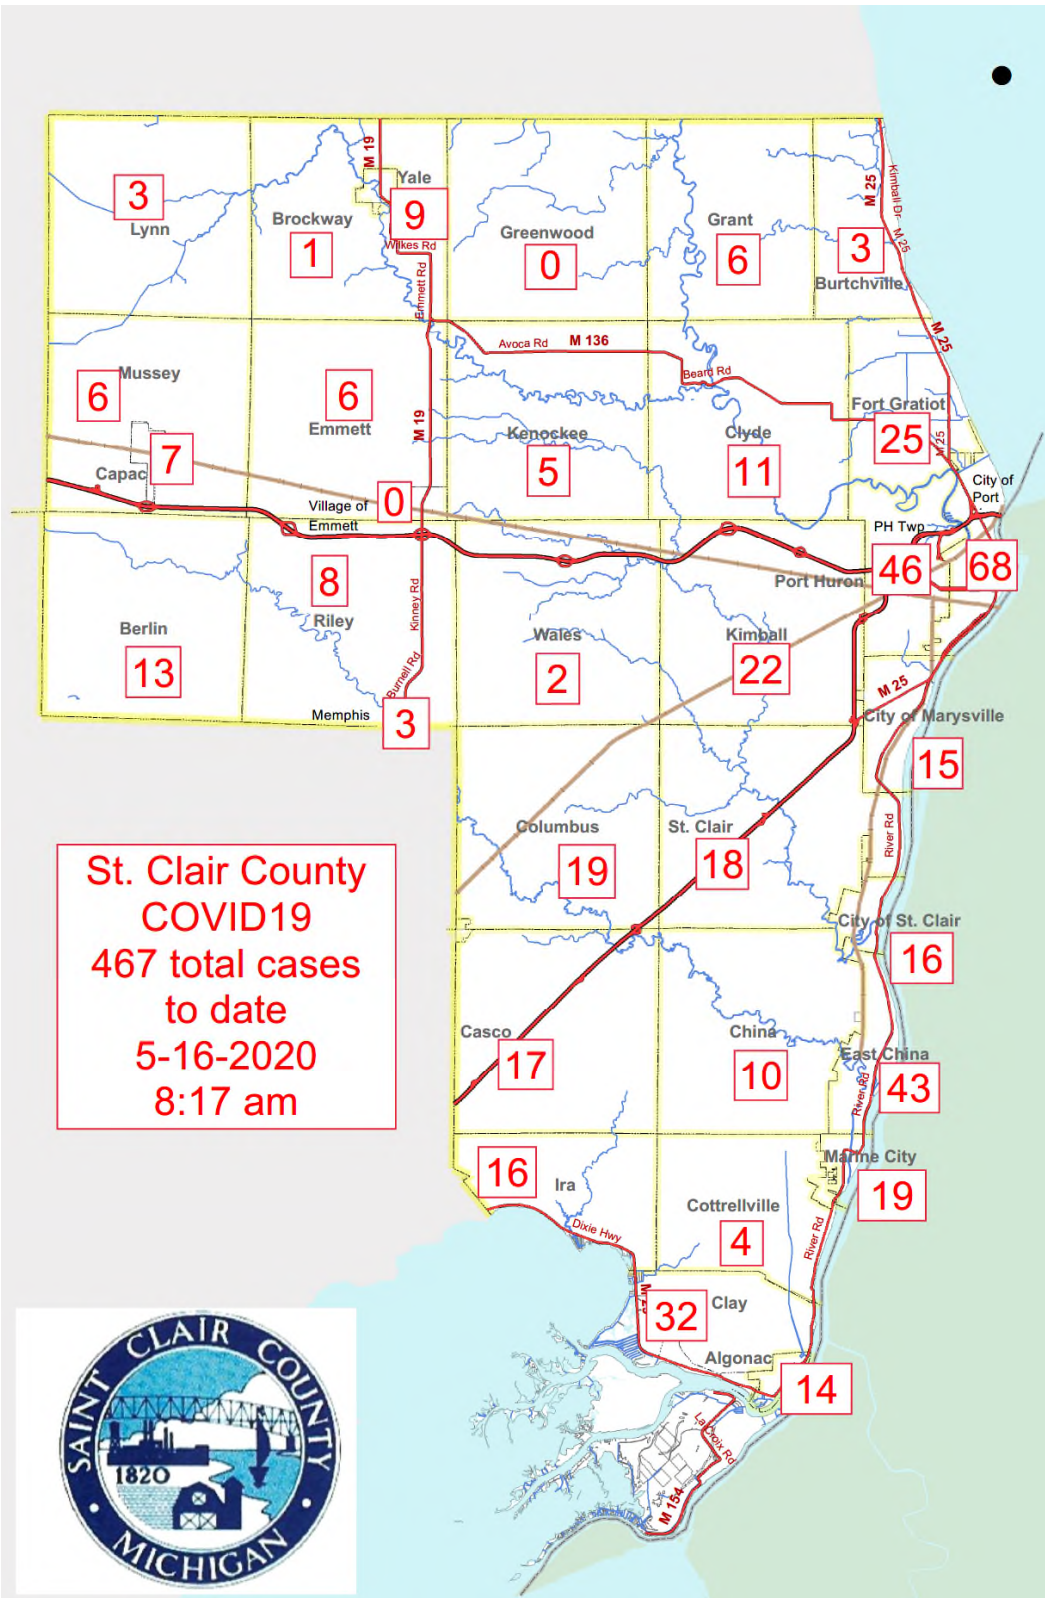 M 19
Yale
9
3
Lynn
Brockway
1
Wilkes Rd
Emmett Rd
Greenwood
0
Grant
6
M 25
Kimball Dr
M 25
3
Burtchville
M 25
Avoca Rd
M 136
Beard Rd
Mussey
6
6
Emmett
M 19
Kenockee
5
Clyde
11
Fort Gratiot
25
M 25
7
Capac
Village of
Emmett
0
City of
Port
PH Twp
46
68
Port Huron
8
Riley
Kinney Rd
Berlin
13
Burnell Rd
Memphis
3
Wales
2
Kimball
22
M 25
City of Marysville
15
River Rd
Columbus
19
St. Clair
18
St. Clair County
COVID19
467 total cases
to date
5-16-2020
8:17 am
City of St. Clair
16
Casco
17
China
10
East China
43
River Rd
16
Ira
Marine City
19
Cottrellville
4
River Rd
Dixie Hwy
32
Clay
Algonac
14
La Croix Rd
M 154
SAINT CLAIR COUNTY
1820
MICHIGAN